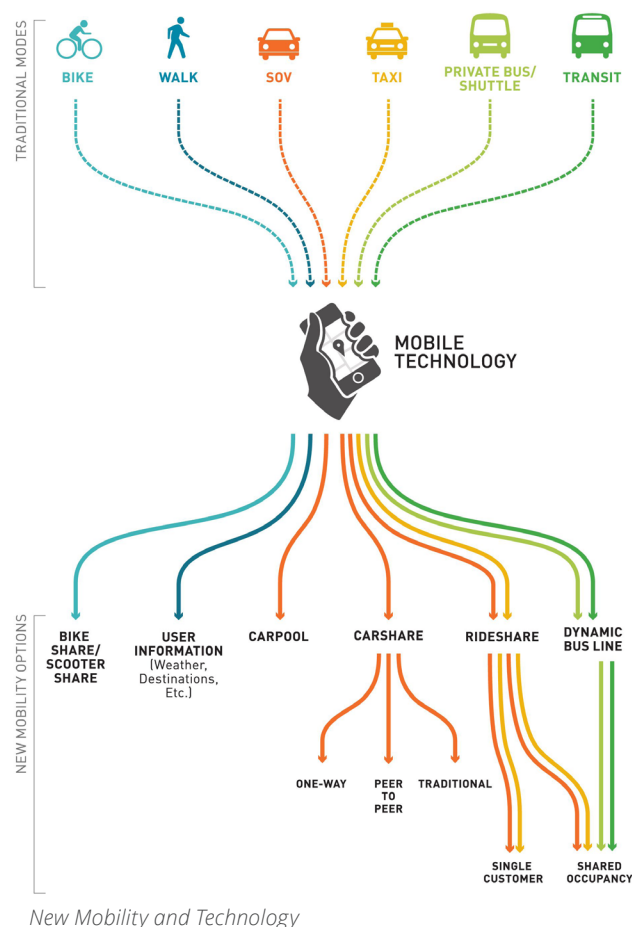 TRADITIONAL MODES
BIKE
WALK
SOV
TAXI
PRIVATE BUS/
SHUTTLE
TRANSIT
MOBILE
TECHNOLOGY
NEW MOBILITY OPTIONS
BIKE
SHARE/
SCOOTER
SHARE
USER
INFORMATION
(Weather,
Destinations,
Etc.)
CARPOOL
CARSHARE
RIDESHARE
DYNAMIC
BUS LINE
ONE-WAY
PEER
TO
PEER
TRADITIONAL
SINGLE
CUSTOMER
SHARED
OCCUPANCY
New Mobility and Technology